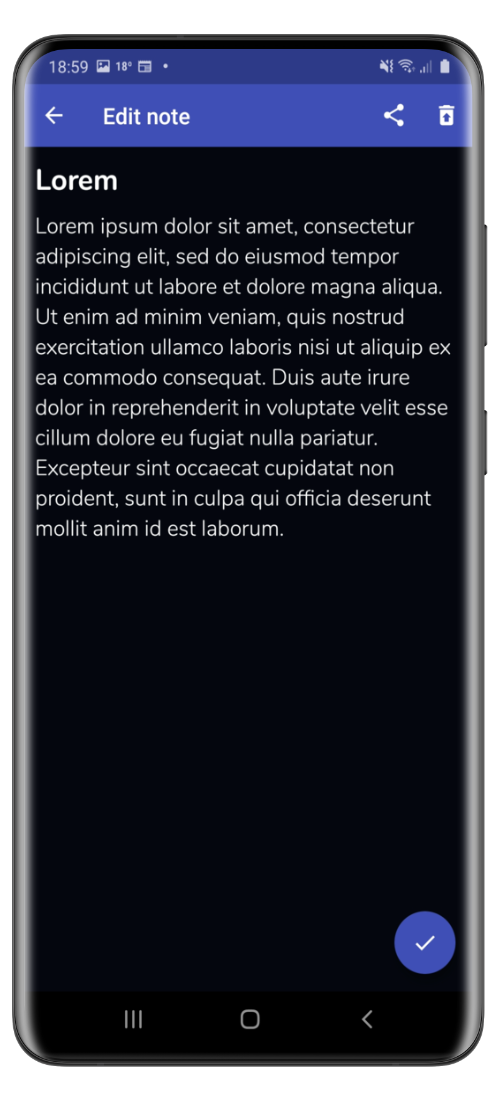 18:59 18°
Edit note
Lorem
Lorem ipsum dolor sit amet, consectetur
adipiscing elit, sed do eiusmod tempor
incididunt ut labore et dolore magna aliqua.
Ut enim ad minim veniam, quis nostrud
exercitation ullamco laboris nisi ut aliquip ex
ea commodo consequat. Duis aute irure
dolor in reprehenderit in voluptate velit esse
cillum dolore eu fugiat nulla pariatur.
Excepteur sint occaecat cupidatat non
proident, sunt in culpa qui officia deserunt
mollit anim id est laborum.